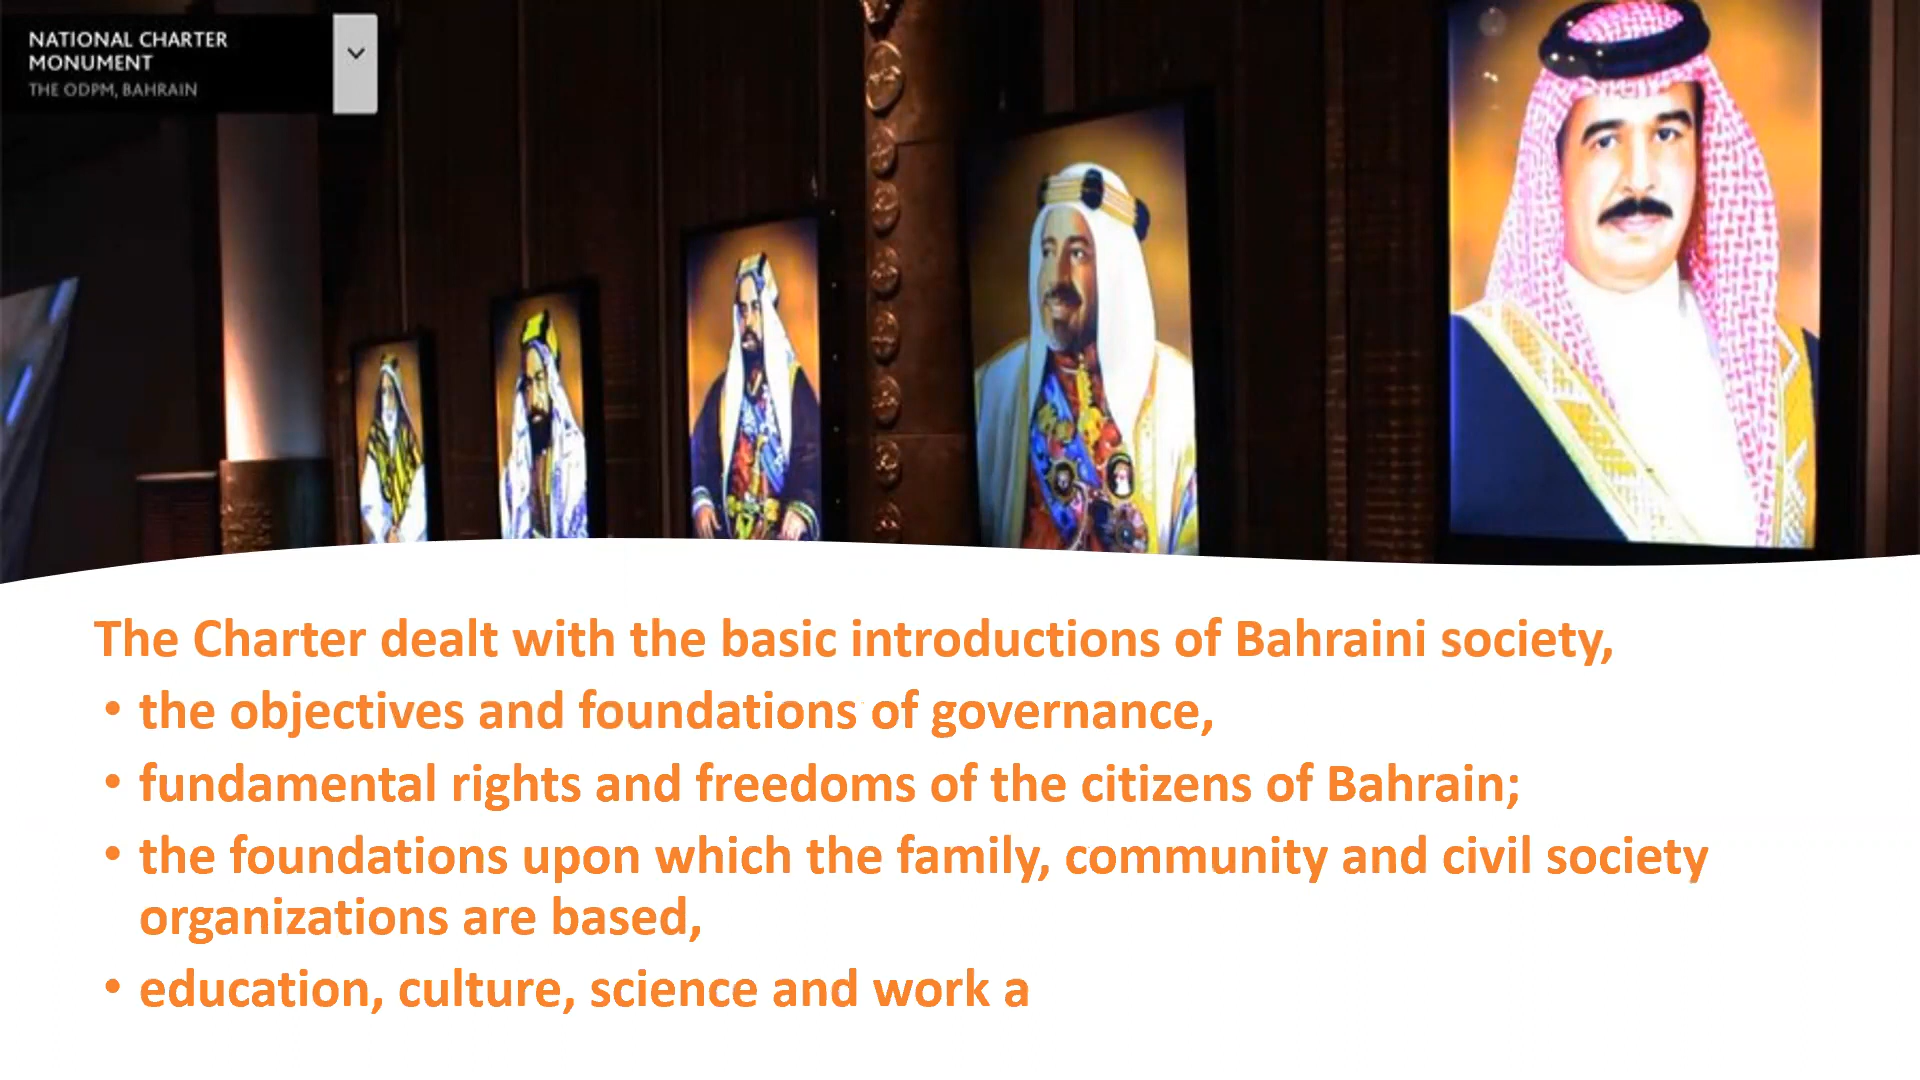 NATIONAL CHARTER
MONUMENT
THE ODPM, BAHRAIN
The Charter dealt with the basic introductions of Bahraini society,
• the objectives and foundations of governance,
• fundamental rights and freedoms of the citizens of Bahrain;
• the foundations upon which the family, community and civil society
organizations are based,
• education, culture, science and work a